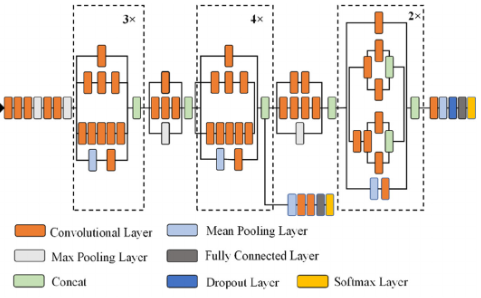 3×
4×
2×
Convolutional Layer
Mean Pooling Layer
Max Pooling Layer
Fully Connected Layer
Concat
Dropout Layer
Softmax Layer